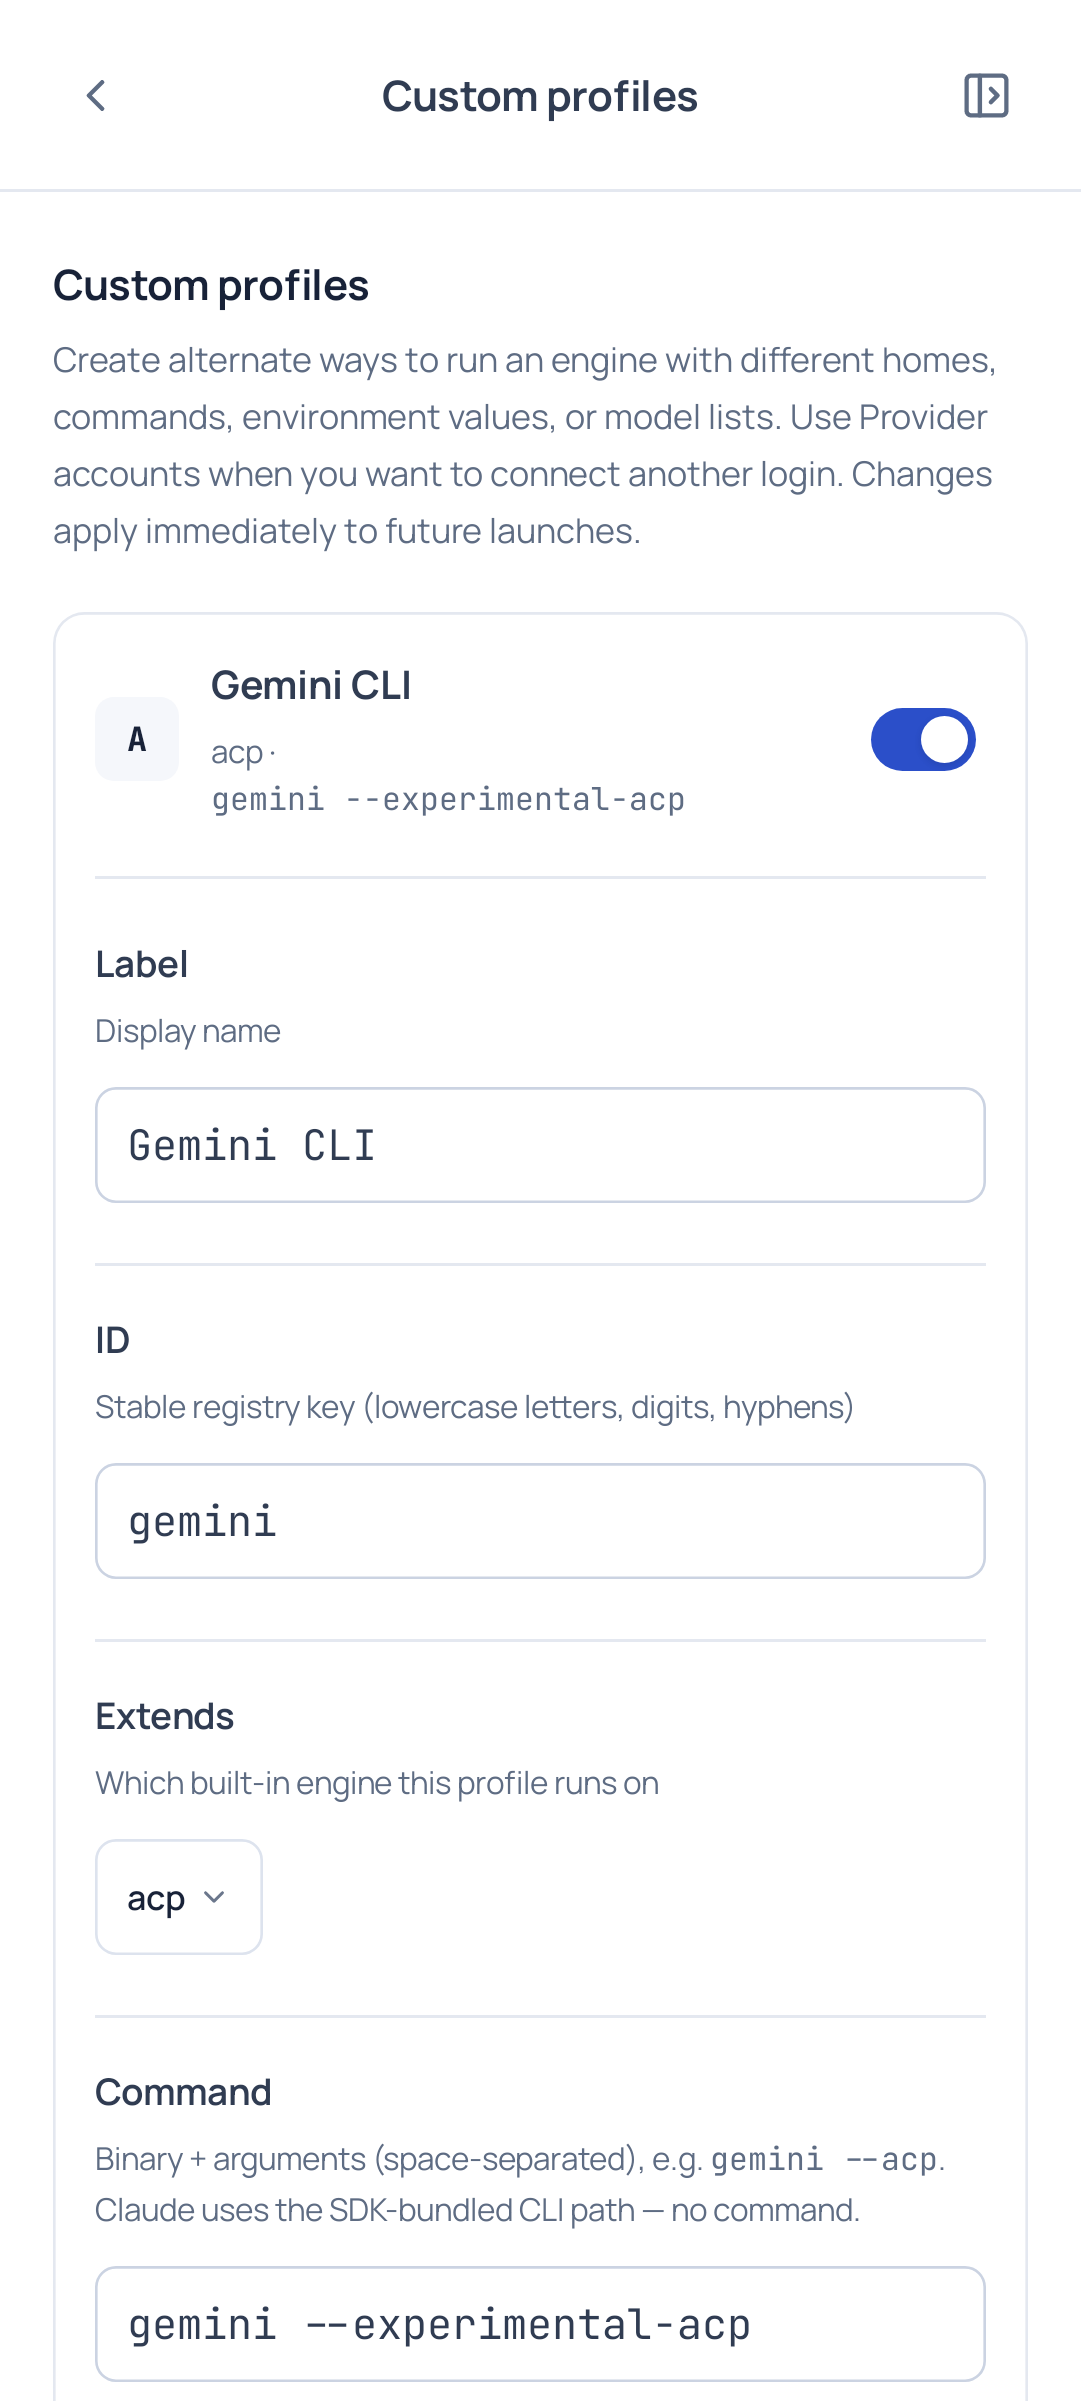 Custom profiles
Custom profiles
Create alternate ways to run an engine with different homes,
commands, environment values, or model lists. Use Provider
accounts when you want to connect another login. Changes
apply immediately to future launches.
Gemini CLI
A
acp ·
gemini --experimental-acp
Label
Display name
Gemini CLI
ID
Stable registry key (lowercase letters, digits, hyphens)
gemini
Extends
Which built-in engine this profile runs on
acp
Command
Binary + arguments (space-separated), e.g. gemini --acp.
Claude uses the SDK-bundled CLI path — no command.
gemini --experimental-acp